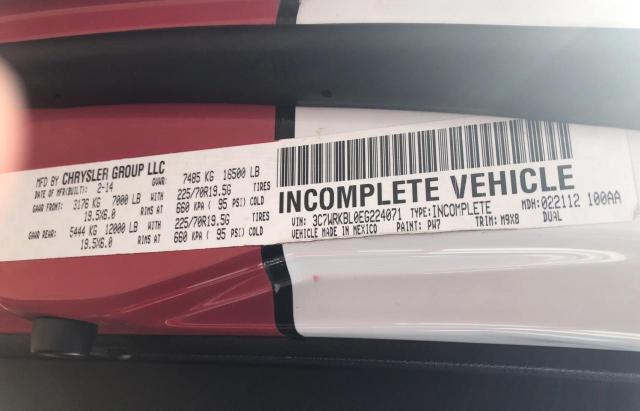 MFD BY CHRYSLER GROUP LLC
DATE OF MFR(BUILT): 2-14 GVWR: 7485 KG 16500 LB
GAWR FRONT: 3176 KG 7000 LB 225/70R19.5G TIRES
19.5X6.0 RIMS AT 660 KPA ( 95 PSI) COLD
GAWR REAR: 5444 KG 12000 LB 225/70R19.5G TIRES
19.5X6.0 RIMS AT 660 KPA ( 95 PSI) COLD
INCOMPLETE VEHICLE
VIN: 3C7WRKBL0EG224071 TYPE:INCOMPLETE MDH:022112 100AA
VEHICLE MADE IN MEXICO PAINT: PW7 TRIM:M9X8 DUAL